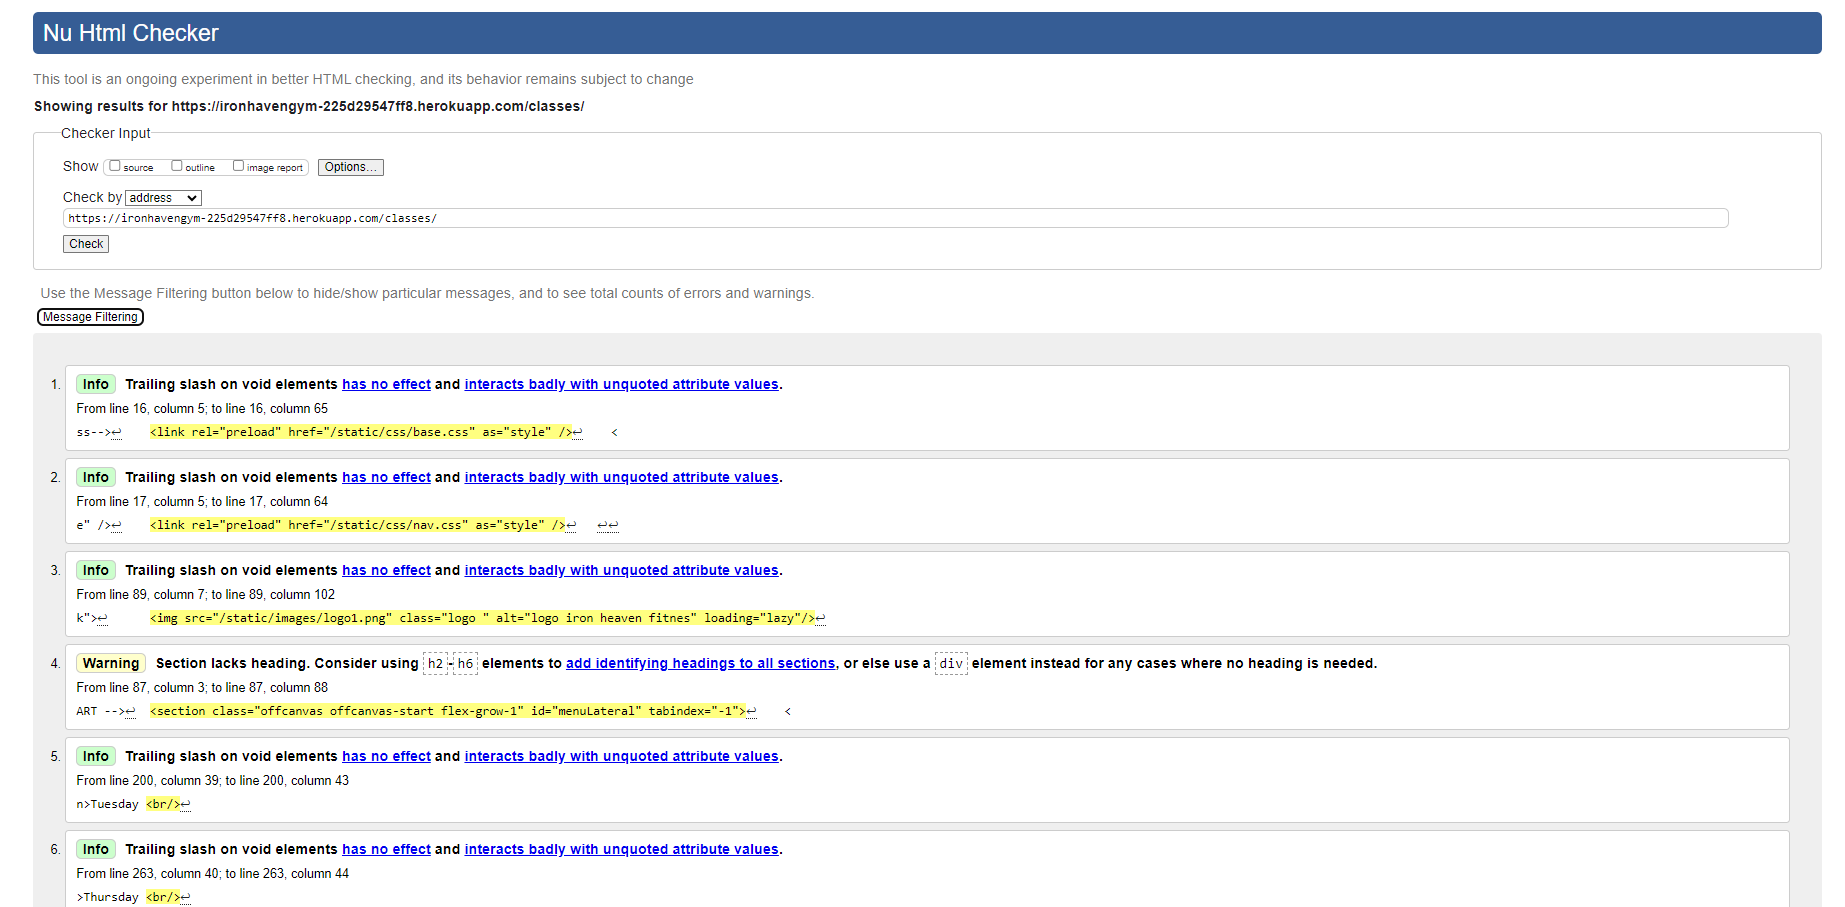 Nu Html Checker
This tool is an ongoing experiment in better HTML checking, and its behavior remains subject to change
Showing results for https://ironhavengym-225d29547ff8.herokuapp.com/classes/
Checker Input
Show source outline image report Options...
Check by address
https://ironhavengym-225d29547ff8.herokuapp.com/classes/
Check
Use the Message Filtering button below to hide/show particular messages, and to see total counts of errors and warnings.
Message Filtering
1. Info Trailing slash on void elements has no effect and interacts badly with unquoted attribute values.
From line 16, column 5; to line 16, column 65
ss-->↩ <link rel="preload" href="/static/css/base.css" as="style" />↩ <
2. Info Trailing slash on void elements has no effect and interacts badly with unquoted attribute values.
From line 17, column 5; to line 17, column 64
e" />↩ <link rel="preload" href="/static/css/nav.css" as="style" />↩ ↩↩
3. Info Trailing slash on void elements has no effect and interacts badly with unquoted attribute values.
From line 89, column 7; to line 89, column 102
k">↩ <img src="/static/images/logo1.png" class="logo " alt="logo iron heaven fitnes" loading="lazy"/>↩
4. Warning Section lacks heading. Consider using h2-h6 elements to add identifying headings to all sections, or else use a div element instead for any cases where no heading is needed.
From line 87, column 3; to line 87, column 88
ART -->↩ <section class="offcanvas offcanvas-start flex-grow-1" id="menuLateral" tabindex="-1">↩ <
5. Info Trailing slash on void elements has no effect and interacts badly with unquoted attribute values.
From line 200, column 39; to line 200, column 43
n>Tuesday <br/>↩
6. Info Trailing slash on void elements has no effect and interacts badly with unquoted attribute values.
From line 263, column 40; to line 263, column 44
>Thursday <br/>↩